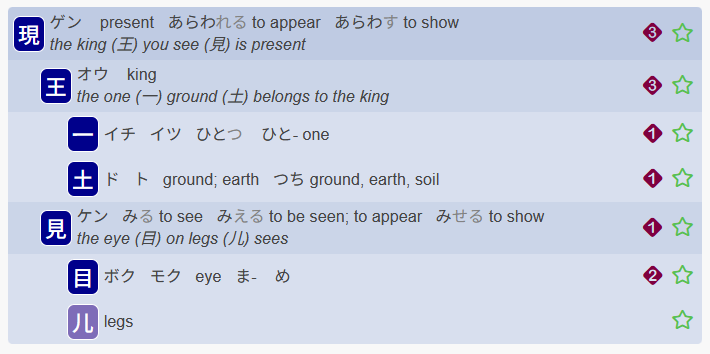 現 ゲン present あらわれる to appear あらわす to show 3
the king (王) you see (見) is present
王 オウ king 3
the one (一) ground (土) belongs to the king
一 イチ イツ ひとつ ひと- one 1
土 ド ト ground; earth つち ground, earth, soil 1
見 ケン みる to see みえる to be seen; to appear みせる to show 1
the eye (目) on legs (儿) sees
目 ボク モク eye ま- め 2
儿 legs